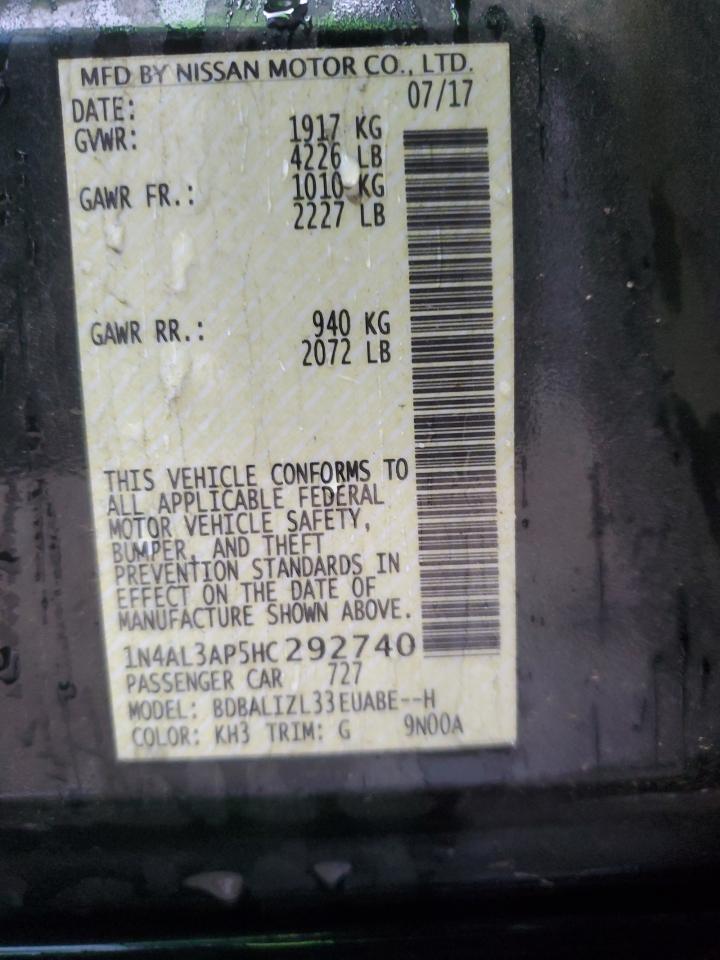 MFD BY NISSAN MOTOR CO., LTD.
DATE: 07/17
GVWR: 1917 KG
4226 LB
GAWR FR.: 1010 KG
2227 LB
GAWR RR.: 940 KG
2072 LB
THIS VEHICLE CONFORMS TO
ALL APPLICABLE FEDERAL
MOTOR VEHICLE SAFETY,
BUMPER, AND THEFT
PREVENTION STANDARDS IN
EFFECT ON THE DATE OF
MANUFACTURE SHOWN ABOVE.
1N4AL3AP5HC292740
PASSENGER CAR 727
MODEL: BDBALIZL33EUABE--H
COLOR: KH3 TRIM: G 9N00A